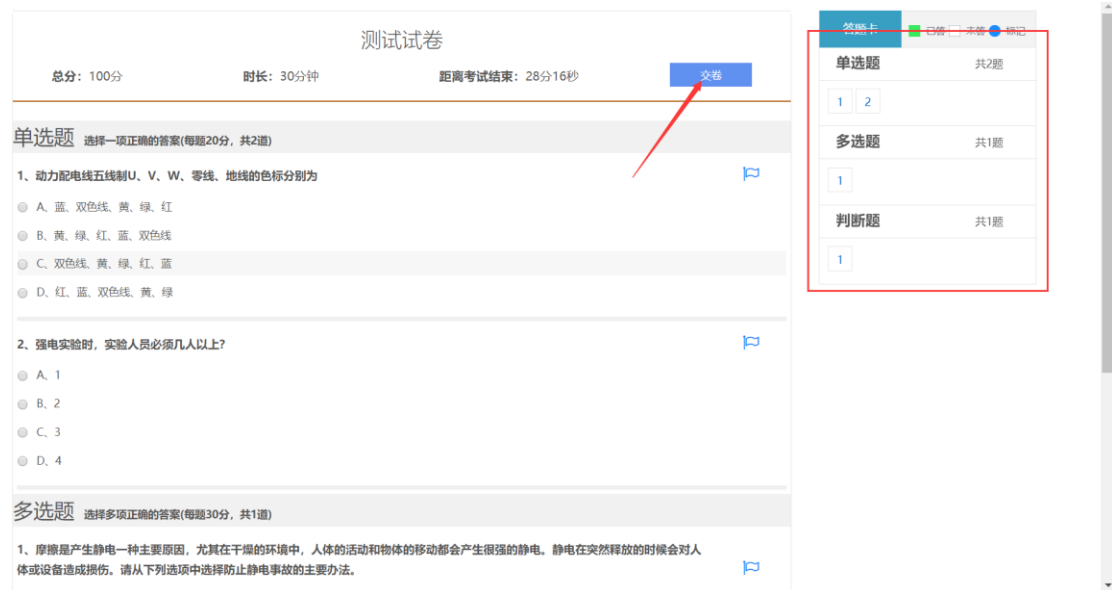 测试试卷
总分：100分 时长：30分钟 距离考试结束：28分16秒 交卷
单选题 选择一项正确的答案(每题20分，共2道)
1、动力配电线五线制U、V、W、零线、地线的色标分别为
A、蓝、双色线、黄、绿、红
B、黄、绿、红、蓝、双色线
C、双色线、黄、绿、红、蓝
D、红、蓝、双色线、黄、绿
2、强电实验时，实验人员必须几人以上?
A、1
B、2
C、3
D、4
多选题 选择多项正确的答案(每题30分，共1道)
1、摩擦是产生静电一种主要原因，尤其在干燥的环境中，人体的活动和物体的移动都会产生很强的静电。静电在突然释放的时候会对人
体或设备造成损伤。请从下列选项中选择防止静电事故的主要办法。
答题卡 已答 未答 标记
单选题 共2题
1 2
多选题 共1题
1
判断题 共1题
1